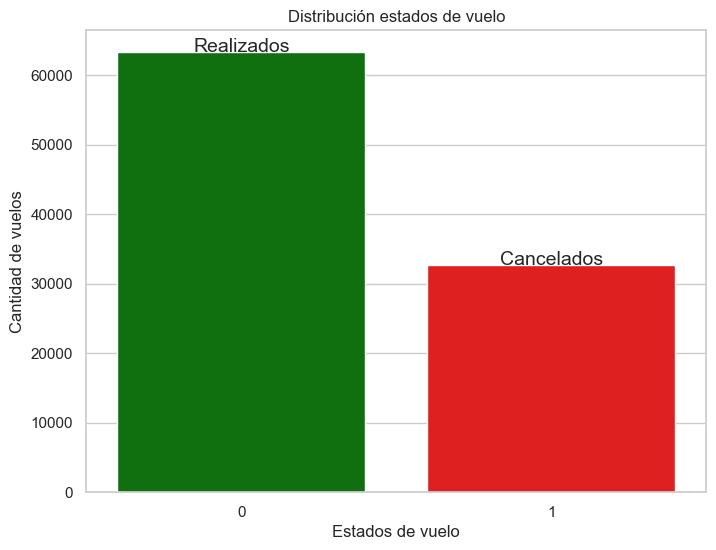 Distribución estados de vuelo
Cantidad de vuelos
60000
50000
40000
30000
20000
10000
0
Realizados
Cancelados
0
1
Estados de vuelo